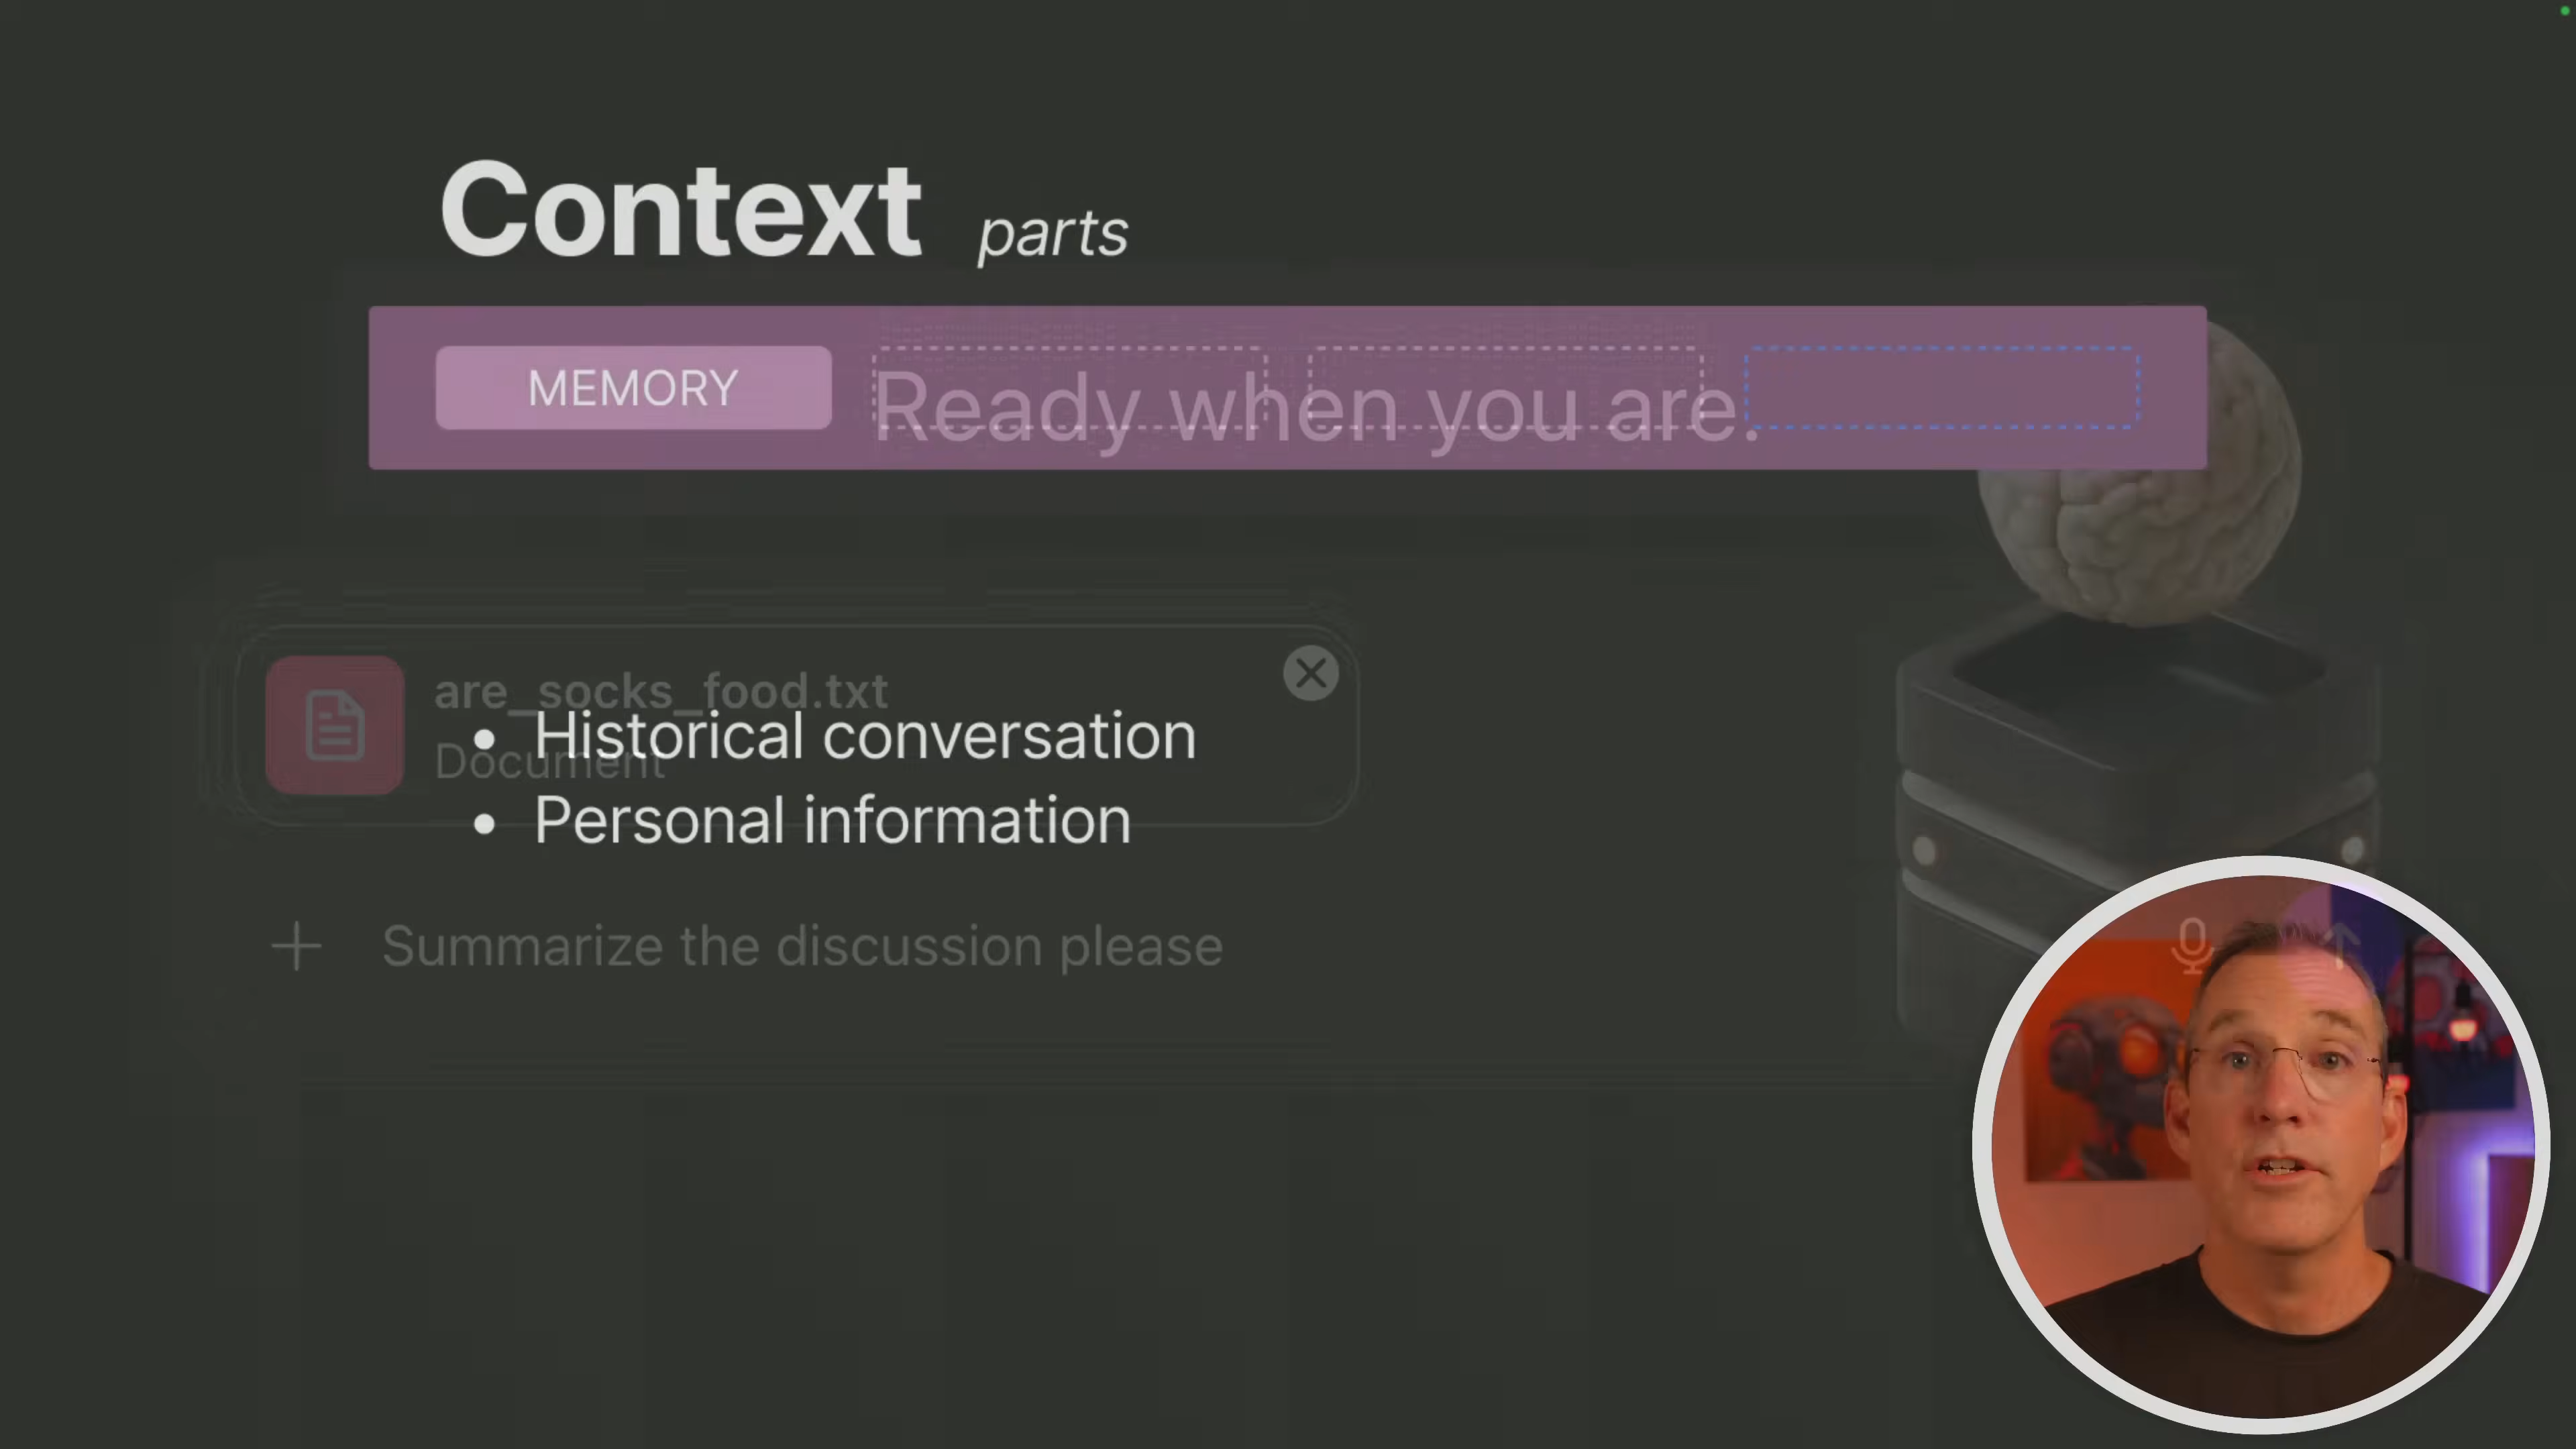 Context parts
MEMORY
Ready when you are.
are_socks_food.txt
Document
• Historical conversation
• Personal information
Summarize the discussion please